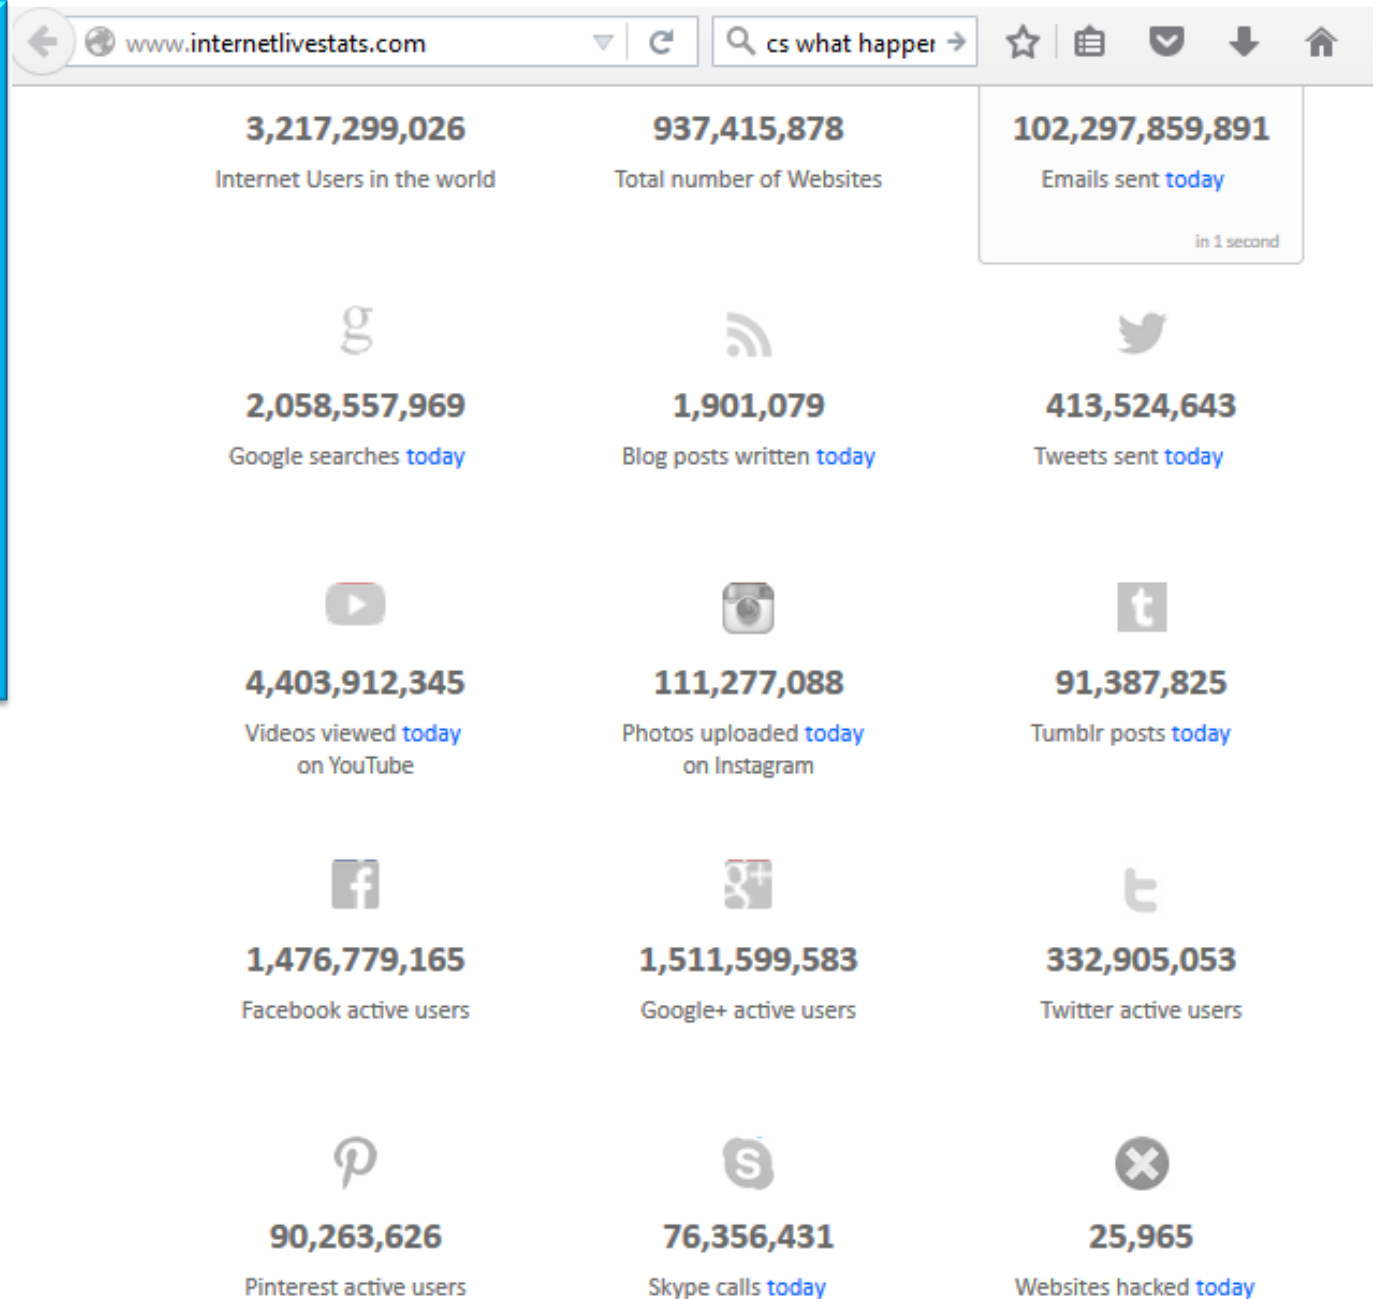 www.internetlivestats.com
cs what happer
3,217,299,026
Internet Users in the world
937,415,878
Total number of Websites
102,297,859,891
Emails sent today
in 1 second
g
2,058,557,969
Google searches today
1,901,079
Blog posts written today
413,524,643
Tweets sent today
4,403,912,345
Videos viewed today
on YouTube
111,277,088
Photos uploaded today
on Instagram
t
91,387,825
Tumblr posts today
f
1,476,779,165
Facebook active users
g+
1,511,599,583
Google+ active users
t
332,905,053
Twitter active users
90,263,626
Pinterest active users
S
76,356,431
Skype calls today
25,965
Websites hacked today